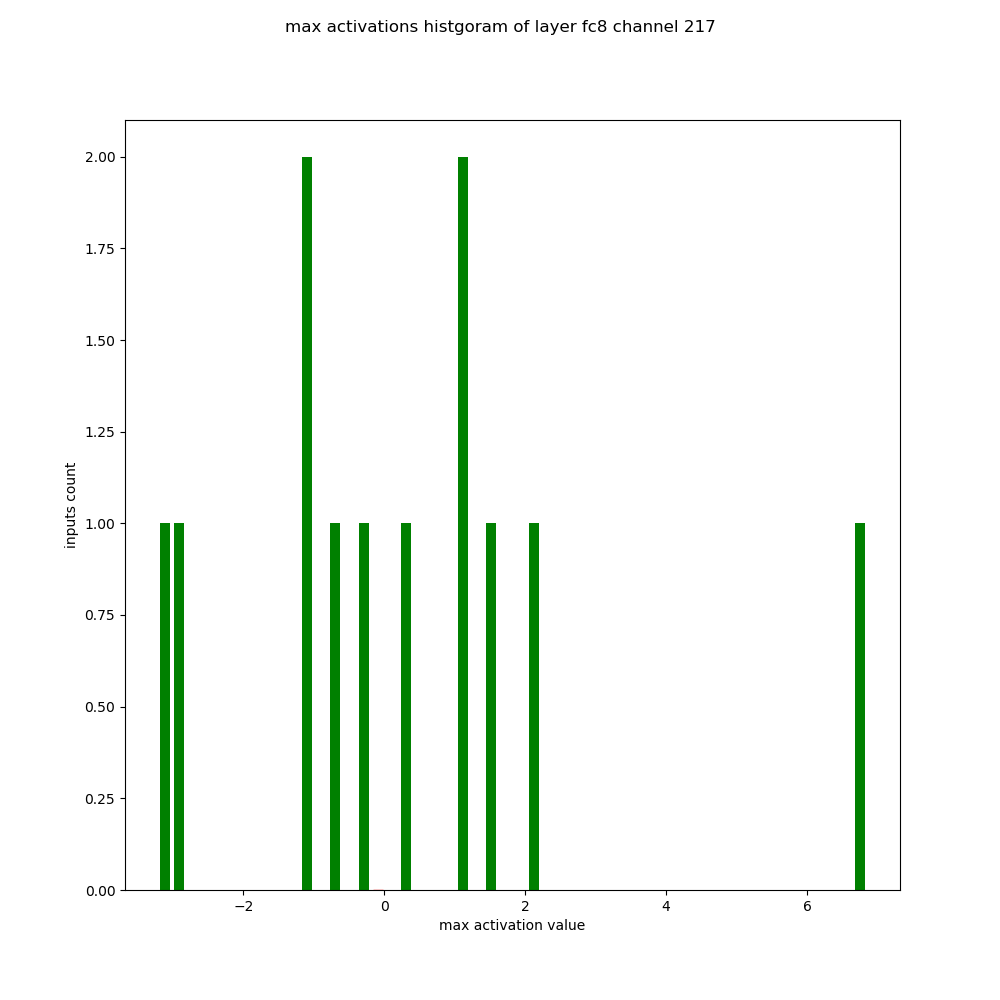 max activations histgoram of layer fc8 channel 217
2.00
1.75
1.50
1.25
1.00
0.75
0.50
0.25
0.00
inputs count
−2 0 2 4 6
max activation value